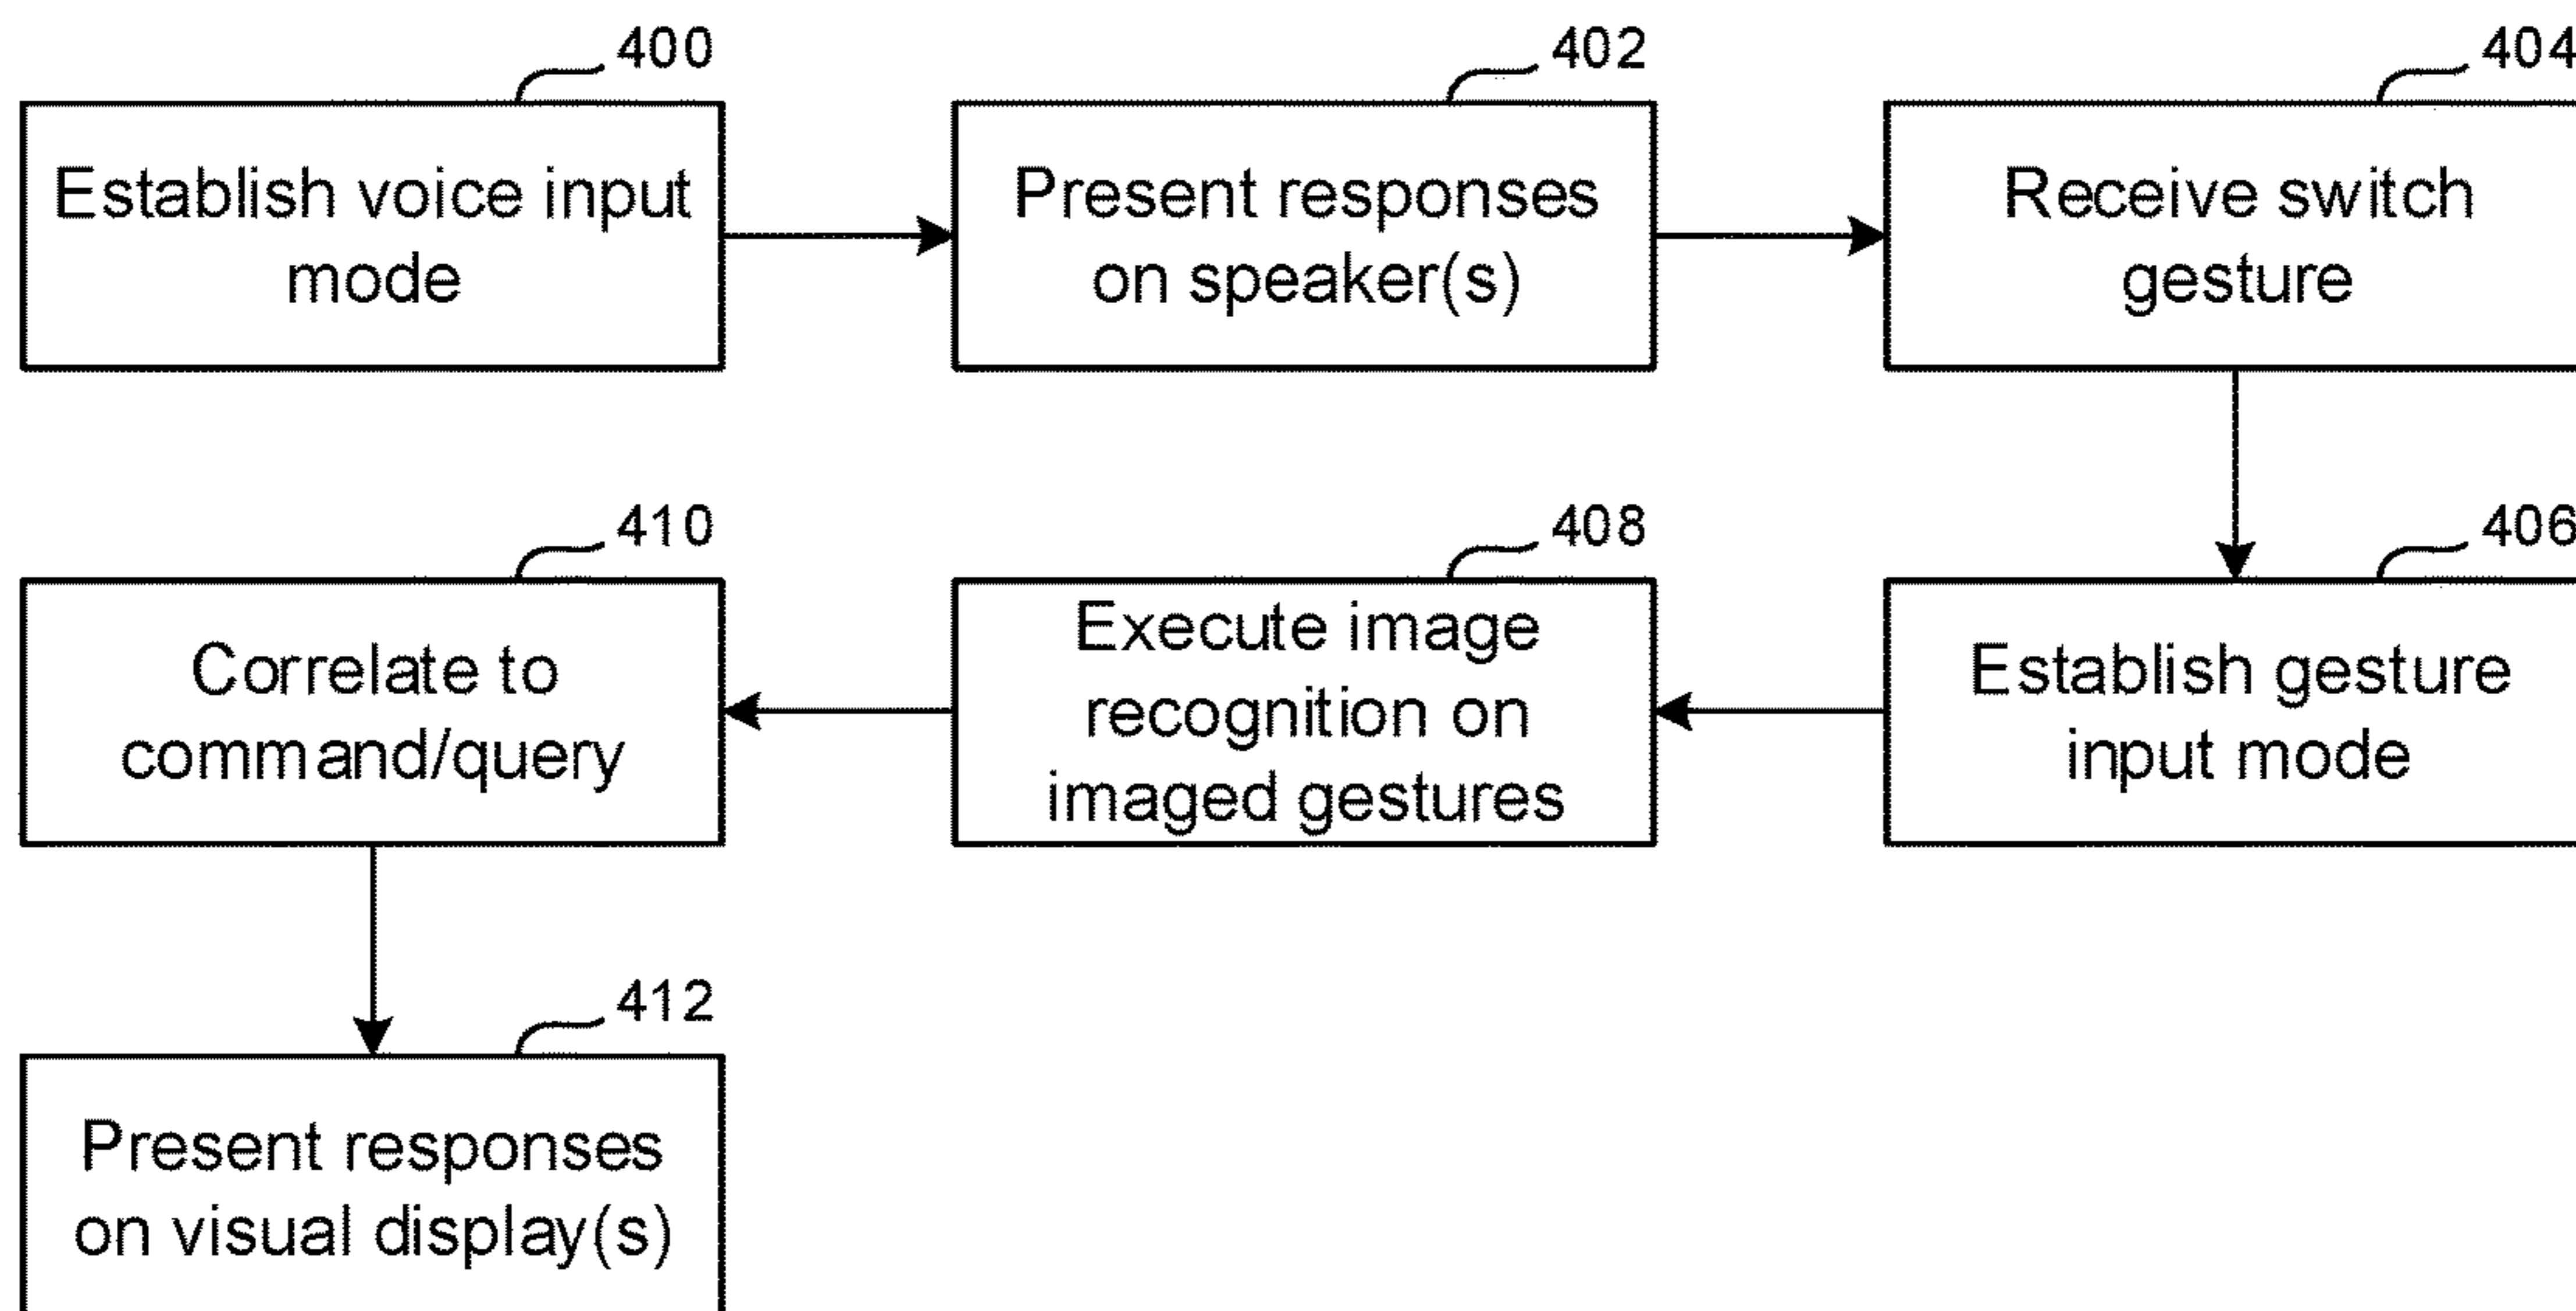 400
Establish voice input
mode
402
Present responses
on speaker(s)
404
Receive switch
gesture
406
Establish gesture
input mode
408
Execute image
recognition on
imaged gestures
410
Correlate to
command/query
412
Present responses
on visual display(s)